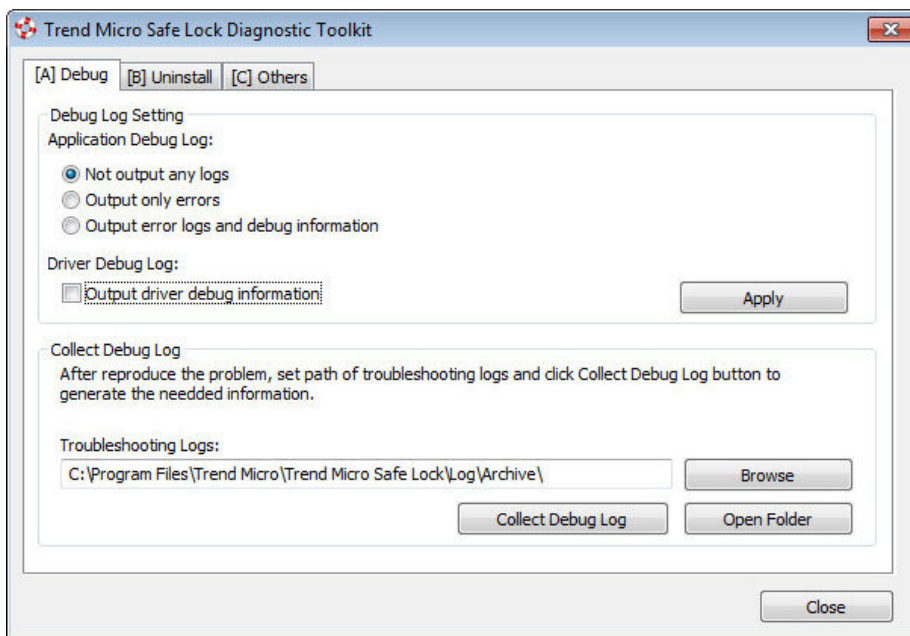 Trend Micro Safe Lock Diagnostic Toolkit
[A] Debug
[B] Uninstall
[C] Others
Debug Log Setting
Application Debug Log:
Not output any logs
Output only errors
Output error logs and debug information
Driver Debug Log:
Output driver debug information
Apply
Collect Debug Log
After reproduce the problem, set path of troubleshooting logs and click Collect Debug Log button to
generate the neeeded information.
Troubleshooting Logs:
C:\Program Files\Trend Micro\Trend Micro Safe Lock\Log\Archive\
Browse
Collect Debug Log
Open Folder
Close